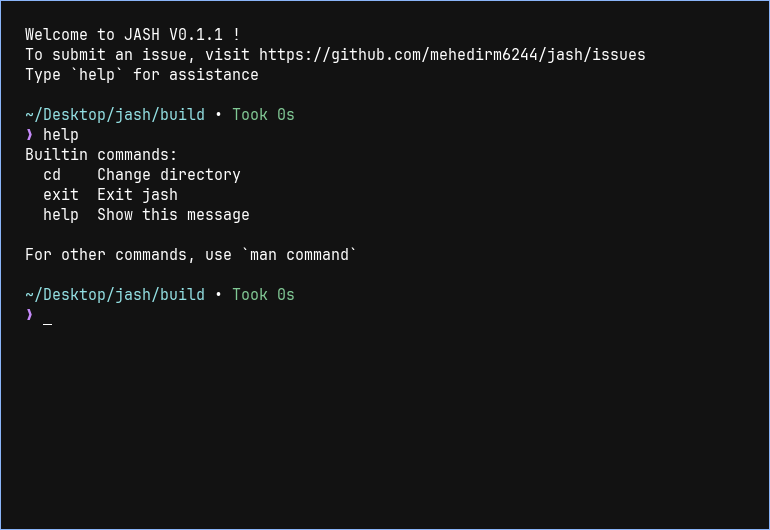 Welcome to JASH V0.1.1 !
To submit an issue, visit https://github.com/mehedirm6244/jash/issues
Type `help` for assistance

~/Desktop/jash/build • Took 0s
❱ help
Builtin commands:
  cd    Change directory
  exit  Exit jash
  help  Show this message

For other commands, use `man command`

~/Desktop/jash/build • Took 0s
❱ _